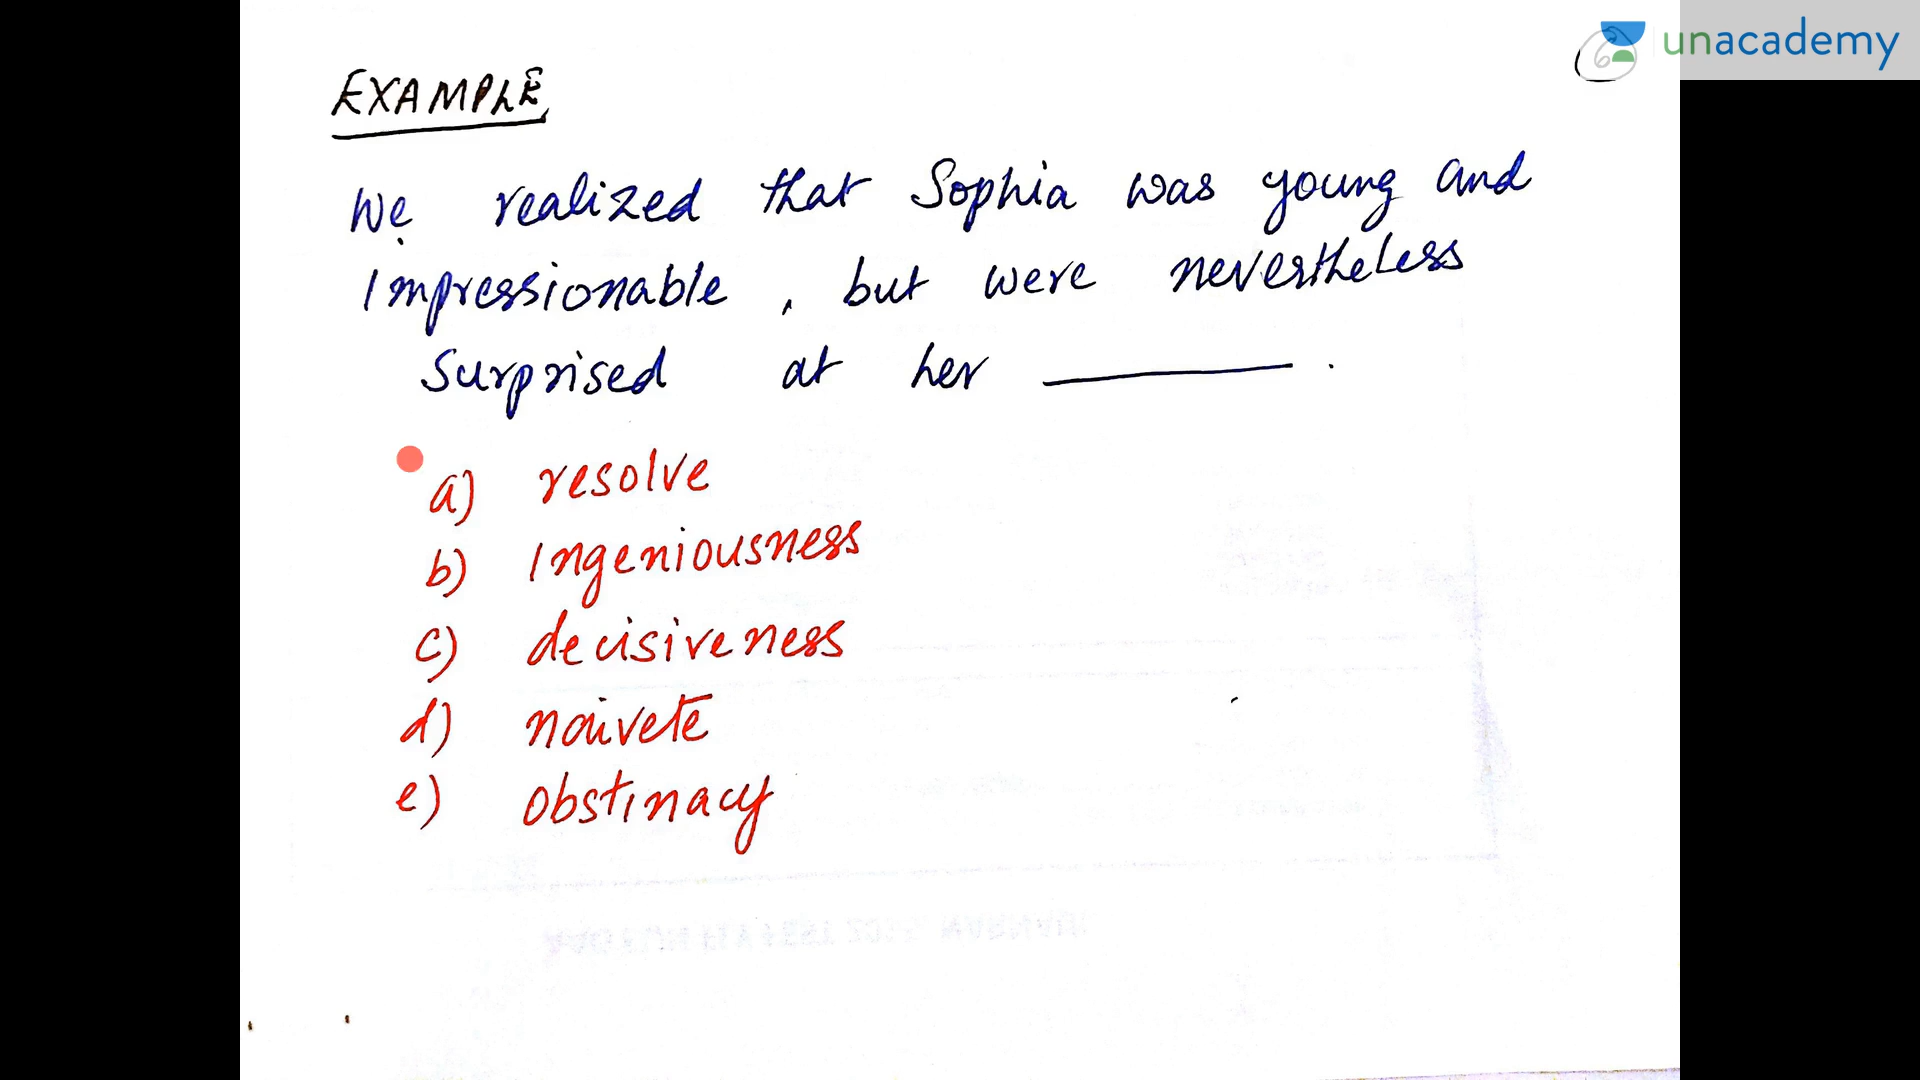 unacademy
EXAMPLE
We realized that Sophia was young and
impressionable, but were nevertheless
surprised at her ________ .
a) resolve
b) ingeniousness
c) decisiveness
d) naivete
e) obstinacy